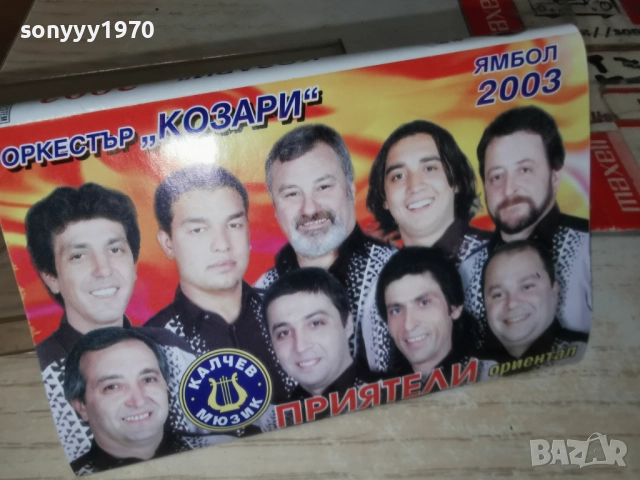 sonyyy1970
ОРКЕСТЪР „КОЗАРИ“
ЯМБОЛ
2003
КАЛЧЕВ
МЮЗИК
ПРИЯТЕЛИ
ориентал
maxell
BAZAR